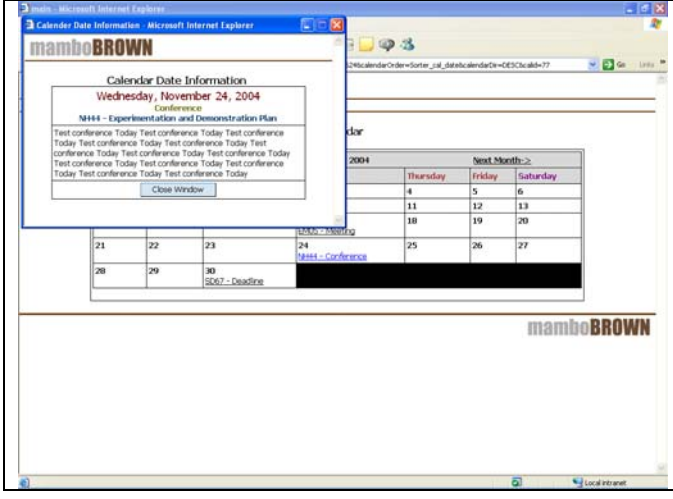 main - Microsoft Internet Explorer
Calender Date Information - Microsoft Internet Explorer
mamboBROWN
Calendar Date Information
Wednesday, November 24, 2004
Conference
NH44 - Experimentation and Demonstration Plan
Test conference Today Test conference Today Test conference
Today Test conference Today Test conference Today Test
conference Today Test conference Today Test conference Today
Test conference Today Test conference Today Test conference
Today Today Test conference Today
Close Window
Go
Links
dar
2004
Next Month->
Thursday
Friday
Saturday
4
5
6
11
12
13
18
19
20
EMDS - Meeting
21
22
23
24
25
26
27
NH44 - Conference
28
29
30
SD67 - Deadline
mamboBROWN
Local intranet